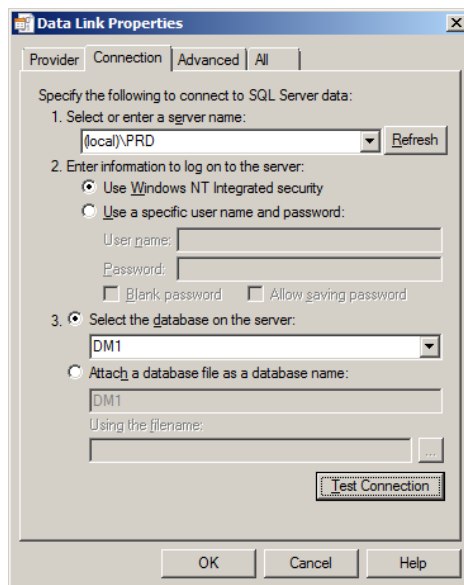 Data Link Properties
Provider Connection Advanced All
Specify the following to connect to SQL Server data:
1. Select or enter a server name:
(local)\PRD Refresh
2. Enter information to log on to the server:
Use Windows NT Integrated security
Use a specific user name and password:
User name:
Password:
Blank password Allow saving password
3. Select the database on the server:
DM1
Attach a database file as a database name:
DM1
Using the filename:
...
Test Connection
OK Cancel Help